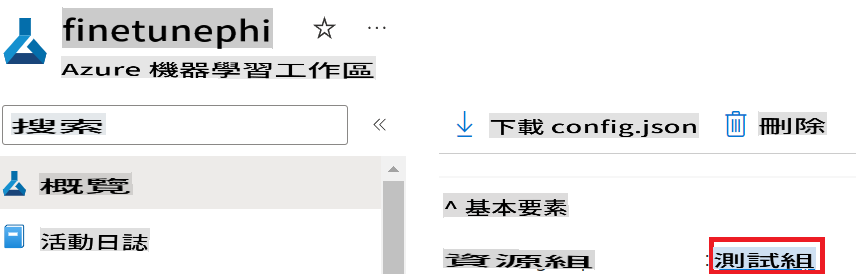 finetunephi
Azure 機器學習工作區
搜索
下載 config.json 刪除
概覽
^ 基本要素
活動日誌
資源組 : 測試組